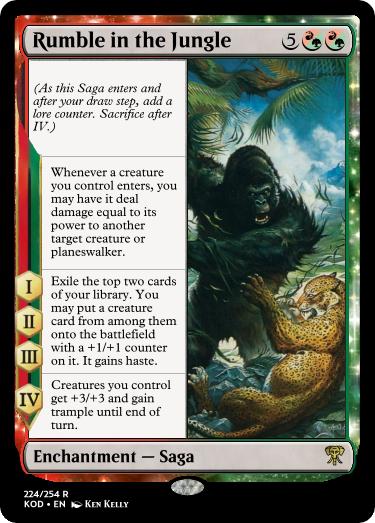 Rumble in the Jungle 5
(As this Saga enters and
after your draw step, add a
lore counter. Sacrifice after
IV.)
Whenever a creature
you control enters, you
may have it deal
damage equal to its
power to another
target creature or
planeswalker.
I
II
III
Exile the top two cards
of your library. You
may put a creature
card from among them
onto the battlefield
with a +1/+1 counter
on it. It gains haste.
IV
Creatures you control
get +3/+3 and gain
trample until end of
turn.
Enchantment — Saga
224/254 R
KOD • EN Ken Kelly